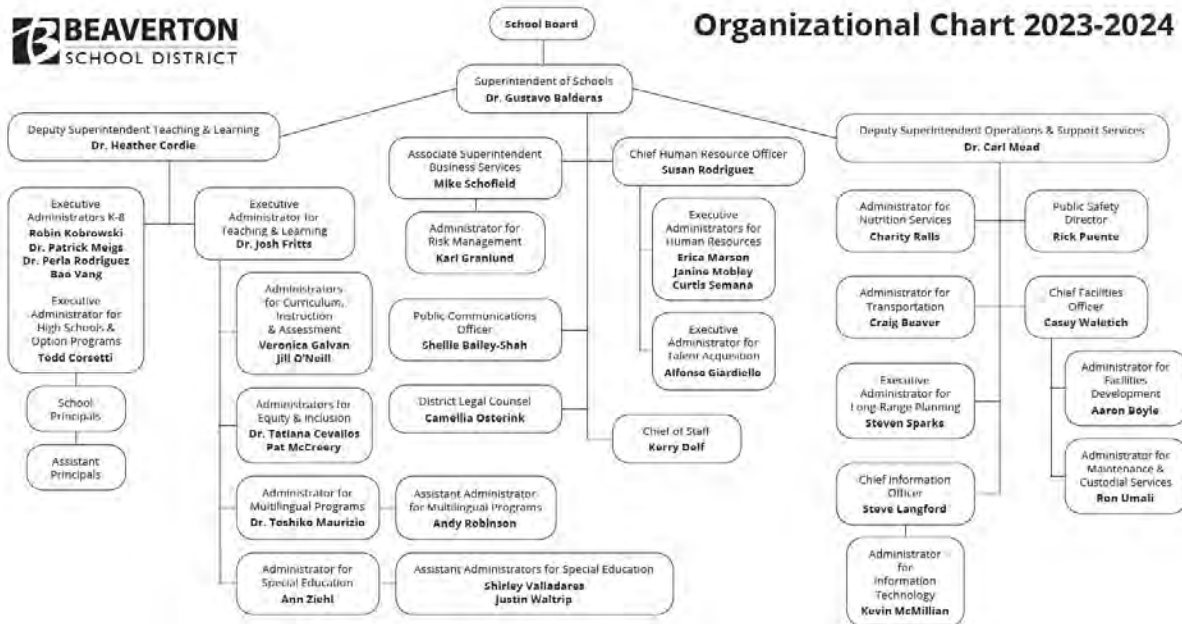 BEAVERTON
SCHOOL DISTRICT
Organizational Chart 2023-2024
School Board
Superintendent of Schools
Dr. Gustavo Balderas
Deputy Superintendent Teaching & Learning
Dr. Heather Cordie
Executive
Administrators K-8
Robin Kobrowski
Dr. Patrick Meigs
Dr. Perla Rodriguez
Bao Vang
Executive
Administrator for
High Schools &
Option Programs
Todd Corsetti
School
Principals
Assistant
Principals
Executive
Administrator for
Teaching & Learning
Dr. Josh Fritts
Administrators
for Curriculum,
Instruction
& Assessment
Veronica Galvan
Jill O'Neill
Administrators for
Equity & Inclusion
Dr. Tatiana Cevallos
Pat McCreery
Administrator for
Multilingual Programs
Dr. Toshiko Maurizio
Assistant Administrator
for Multilingual Programs
Andy Robinson
Administrator for
Special Education
Ann Ziehl
Assistant Administrators for Special Education
Shirley Valladares
Justin Waltrip
Associate Superintendent
Business Services
Mike Schofield
Administrator for
Risk Management
Karl Granlund
Public Communications
Officer
Shellie Bailey-Shah
District Legal Counsel
Camellia Osterink
Chief Human Resource Officer
Susan Rodriguez
Executive
Administrators for
Human Resources
Erica Marson
Janine Mobley
Curtis Semana
Executive
Administrator for
Talent Acquisition
Alfonso Giardiello
Chief of Staff
Kerry Delf
Deputy Superintendent Operations & Support Services
Dr. Carl Mead
Administrator for
Nutrition Services
Charity Ralls
Public Safety
Director
Rick Puente
Administrator for
Transportation
Craig Beaver
Chief Facilities
Officer
Casey Waletich
Administrator for
Facilities
Development
Aaron Boyle
Administrator for
Maintenance &
Custodial Services
Ron Umali
Executive
Administrator for
Long-Range Planning
Steven Sparks
Chief Information
Officer
Steve Langford
Administrator
for
Information
Technology
Kevin McMillian